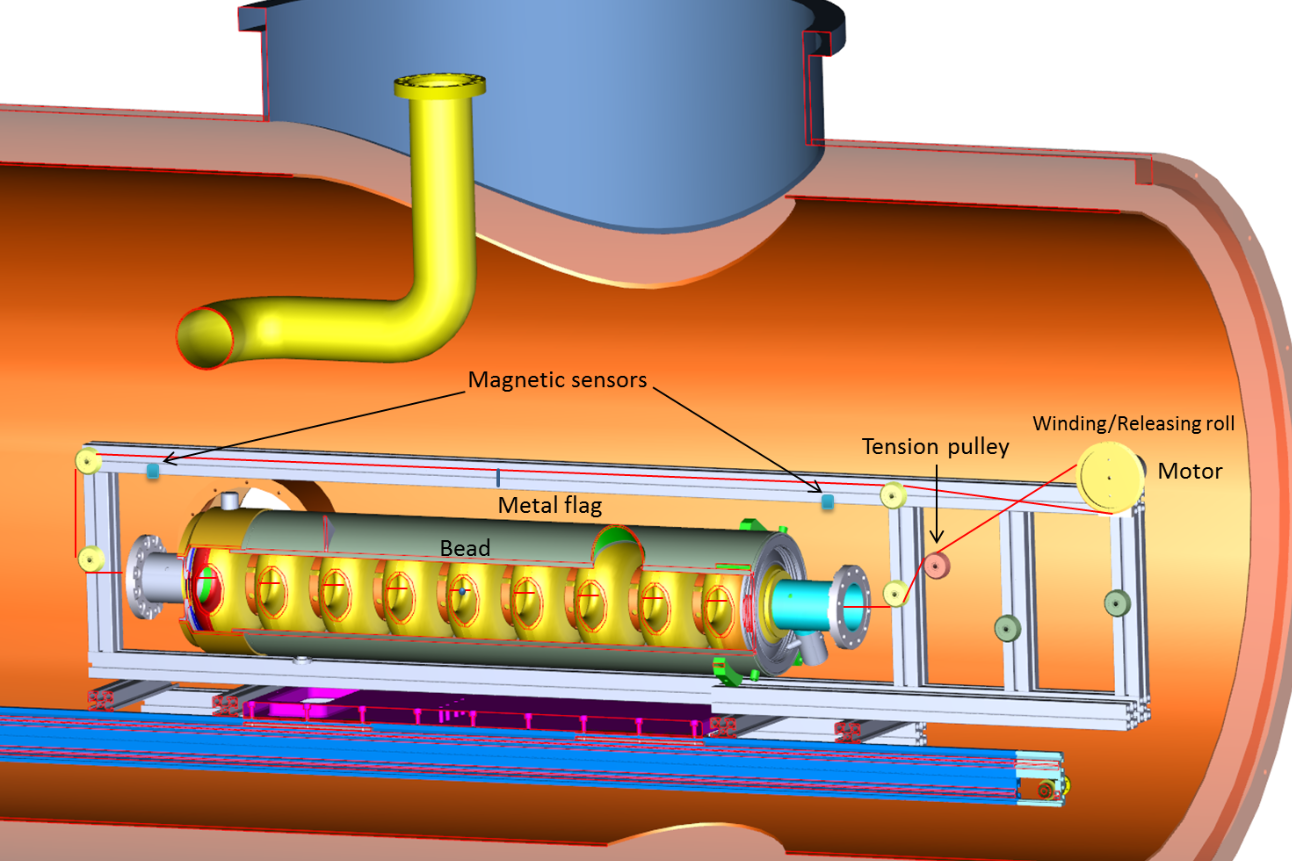 Magnetic sensors
Winding/Releasing roll
Tension pulley
Motor
Metal flag
Bead